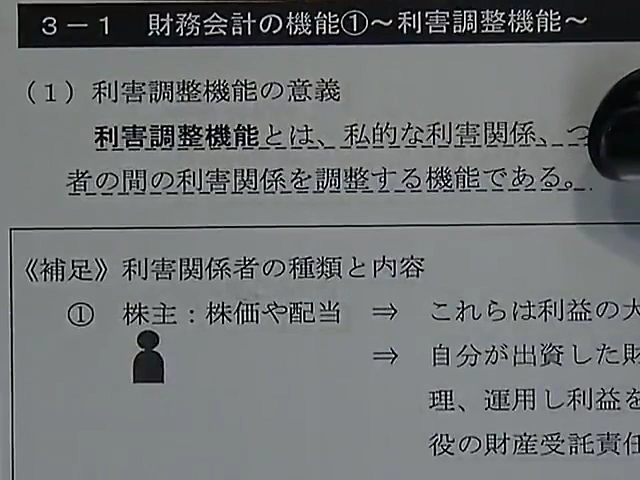 3－1　財務会計の機能①～利害調整機能～
（1）利害調整機能の意義
利害調整機能とは、私的な利害関係、つ
者の間の利害関係を調整する機能である。
《補足》利害関係者の種類と内容
①　株主：株価や配当　⇒　これらは利益の大
⇒　自分が出資した財
理、運用し利益を
役の財産受託責任